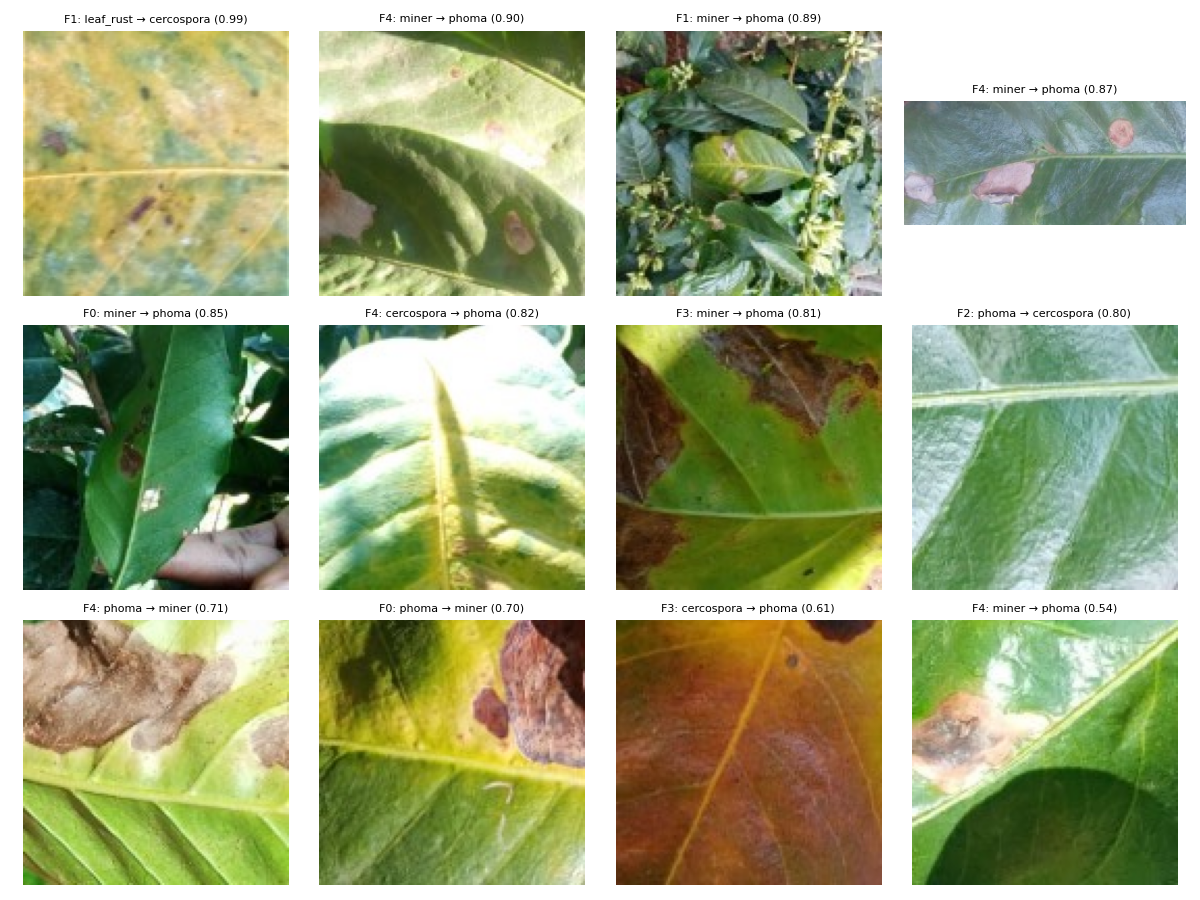 F1: leaf_rust → cercospora (0.99)
F4: miner → phoma (0.90)
F1: miner → phoma (0.89)
F4: miner → phoma (0.87)
F0: miner → phoma (0.85)
F4: cercospora → phoma (0.82)
F3: miner → phoma (0.81)
F2: phoma → cercospora (0.80)
F4: phoma → miner (0.71)
F0: phoma → miner (0.70)
F3: cercospora → phoma (0.61)
F4: miner → phoma (0.54)